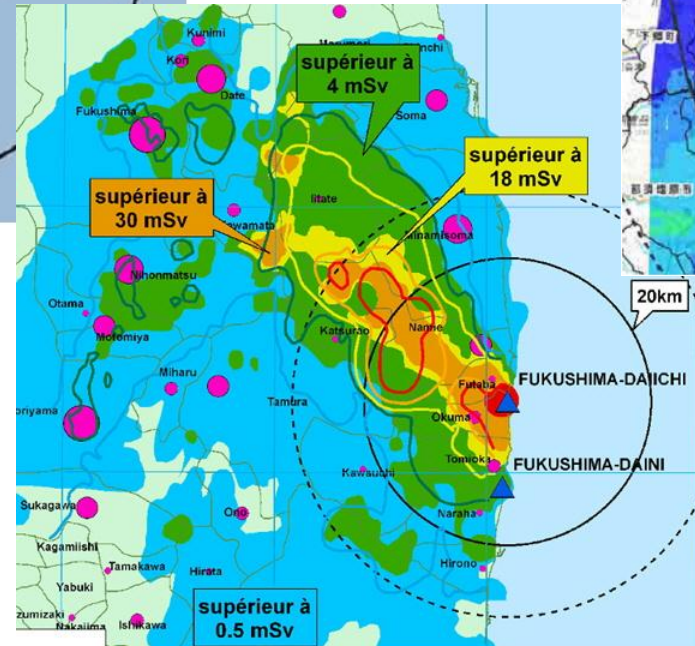 Kunimi
Kori
Date
Fukushima
Soma
supérieur à
4 mSv
supérieur à
18 mSv
supérieur à
30 mSv
Iitate
Minamisoma
Nihonmatsu
Otama
Motomiya
Katsurao
Namie
20km
Miharu
Futaba
FUKUSHIMA-DAIICHI
Tamura
Okuma
Tomioka
FUKUSHIMA-DAINI
Kawauchi
Naraha
Sukagawa
Ono
Kagamiishi
Tamakawa
Hirata
Hirono
Yabuki
supérieur à
0.5 mSv
Nakajima
Ishikawa